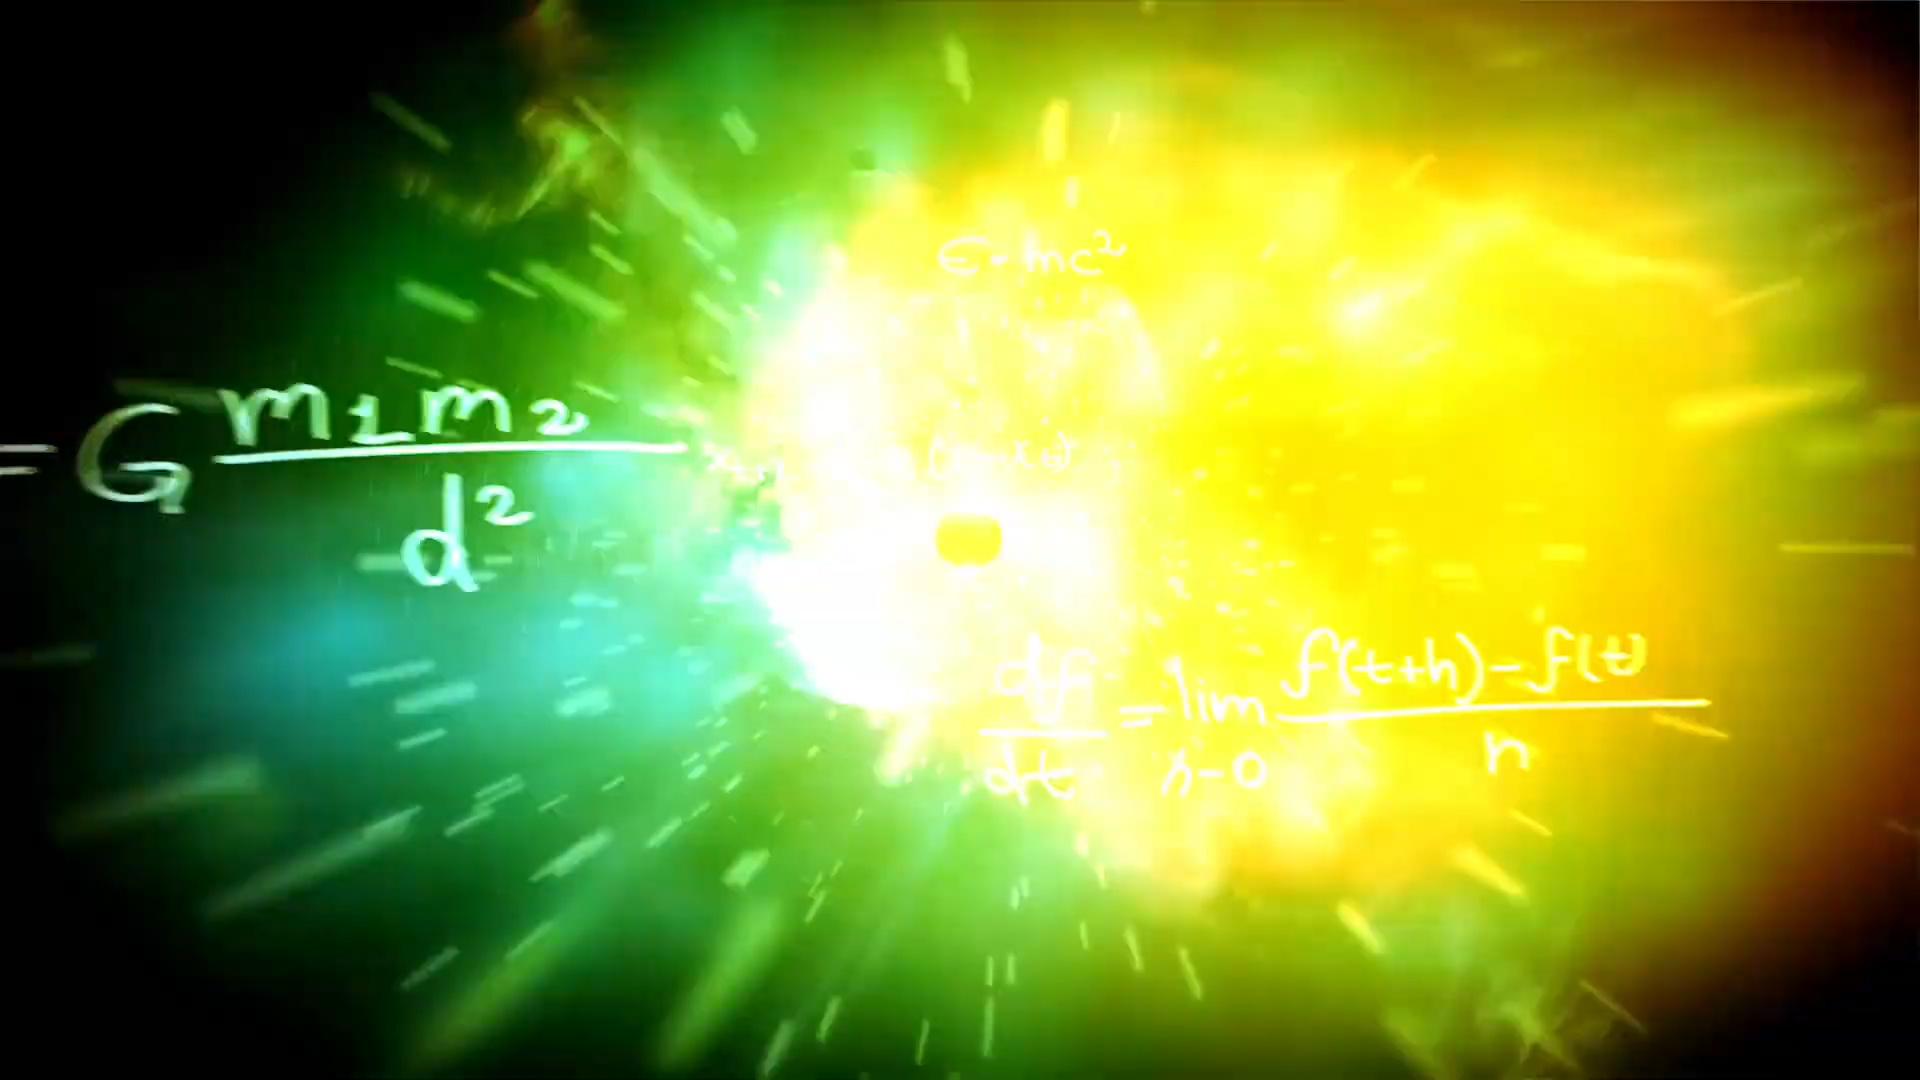 E=mc²
=G m₁m₂/d²
df/dt = lim h→0 f(t+h)-f(t)/h